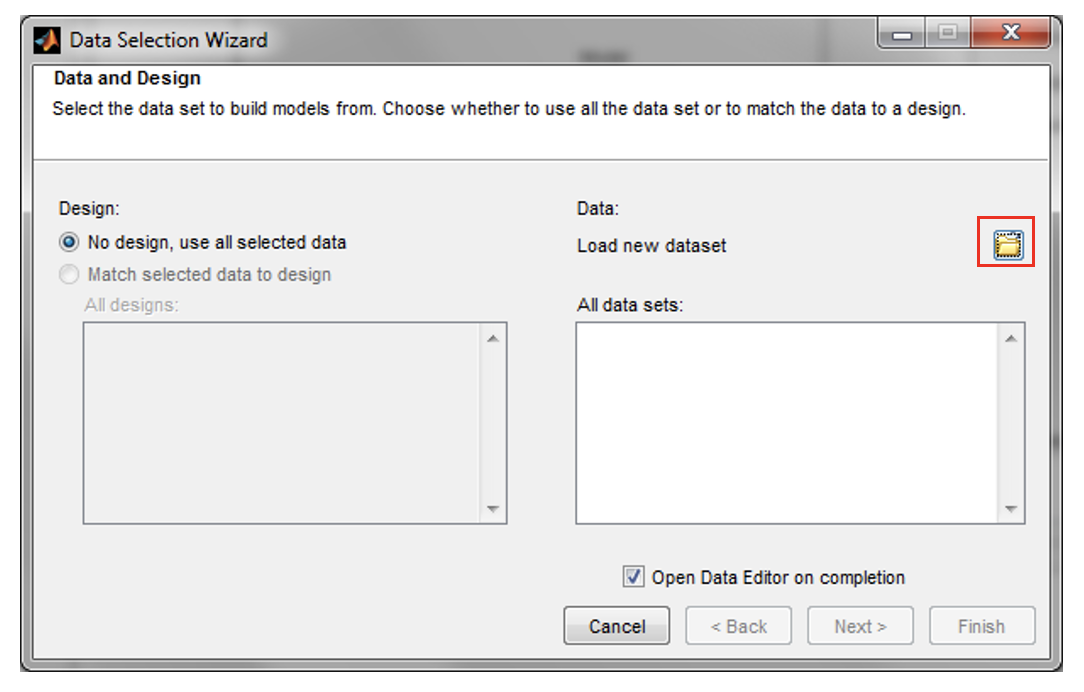 Data Selection Wizard
Data and Design
Select the data set to build models from. Choose whether to use all the data set or to match the data to a design.
Design:
No design, use all selected data
Match selected data to design
All designs:
Data:
Load new dataset
All data sets:
Open Data Editor on completion
Cancel
< Back
Next >
Finish